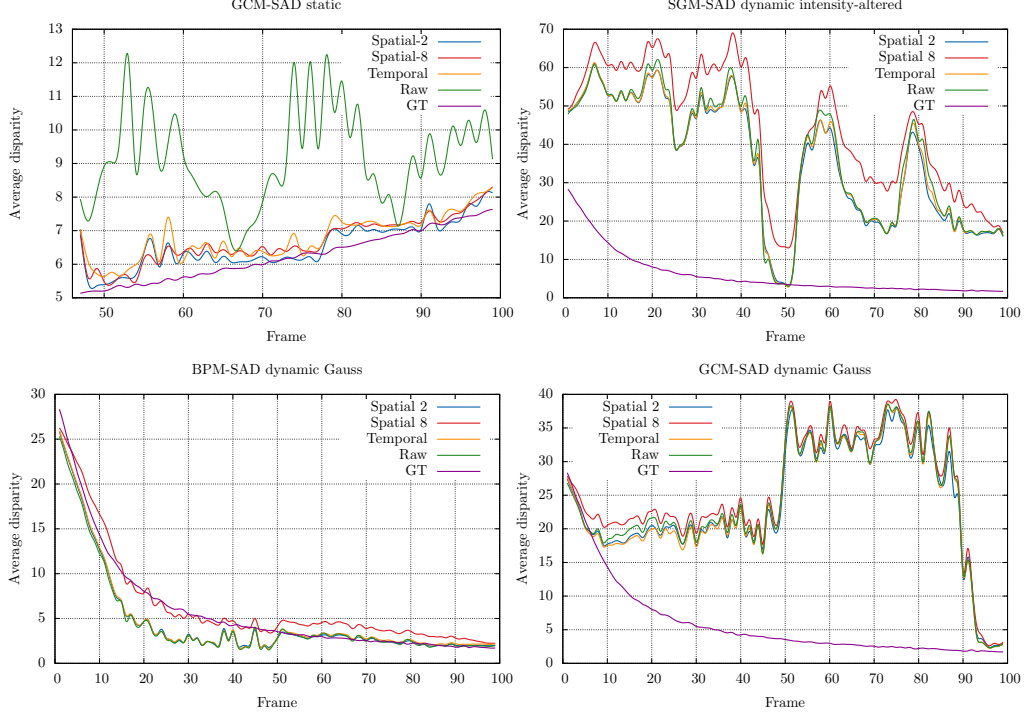 GCM-SAD static
13
12
11
10
9
8
7
6
5
50
60
70
80
90
100
Average disparity
Frame
Spatial-2
Spatial-8
Temporal
Raw
GT
SGM-SAD dynamic intensity-altered
70
60
50
40
30
20
10
0
0
10
20
30
40
50
60
70
80
90
100
Average disparity
Frame
Spatial 2
Spatial 8
Temporal
Raw
GT
BPM-SAD dynamic Gauss
30
25
20
15
10
5
0
0
10
20
30
40
50
60
70
80
90
100
Average disparity
Frame
Spatial 2
Spatial 8
Temporal
Raw
GT
GCM-SAD dynamic Gauss
40
35
30
25
20
15
10
5
0
0
10
20
30
40
50
60
70
80
90
100
Average disparity
Frame
Spatial 2
Spatial 8
Temporal
Raw
GT